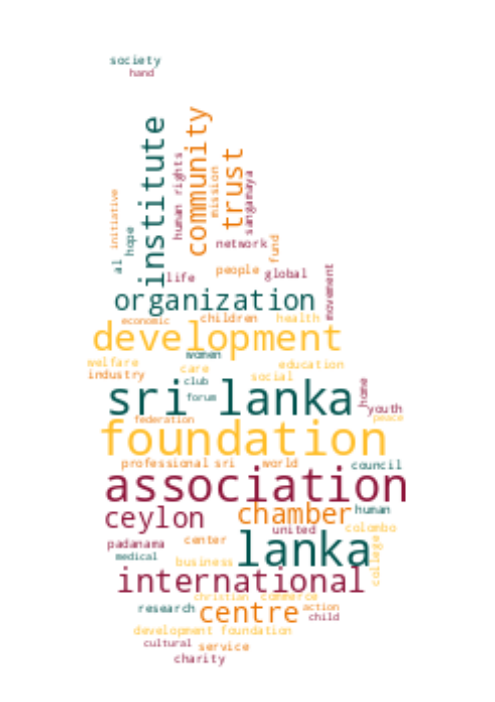 society
hand
institute
community
trust
human rights
mission
sangamaya
initiative
hope
al
network
fund
life
people
global
movement
organization
economic
children
health
development
women
welfare
care
education
industry
club
social
sri lanka
forum
home
youth
federation
peace
foundation
professional sri
world
council
association
ceylon
chamber
human
united
colombo
padanama
center
lanka
medical
business
college
international
christian
commerce
research
centre
action
child
development foundation
cultural
service
charity